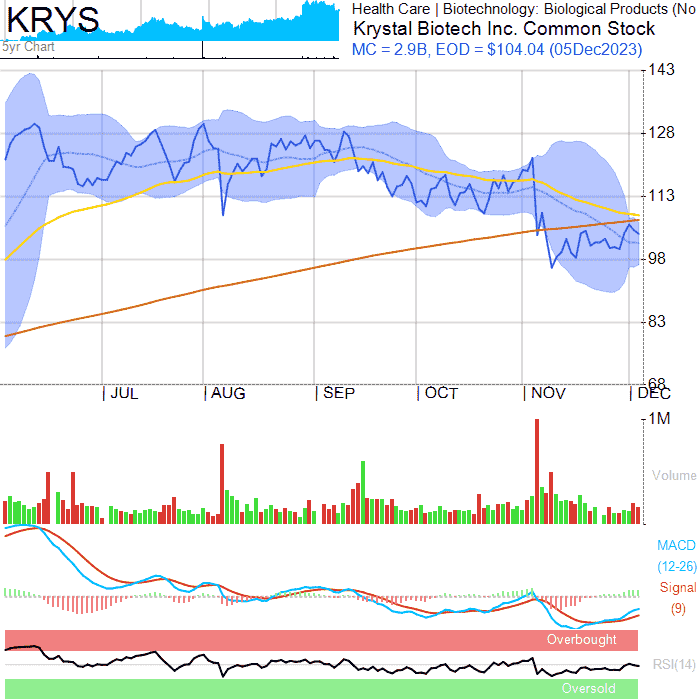 KRYS
5yr Chart
Health Care | Biotechnology: Biological Products (No
Krystal Biotech Inc. Common Stock
MC = 2.9B, EOD = $104.04 (05Dec2023)
143
128
113
98
83
68
JUL
AUG
SEP
OCT
NOV
DEC
1M
Volume
MACD
(12-26)
Signal
(9)
Overbought
RSI(14)
Oversold